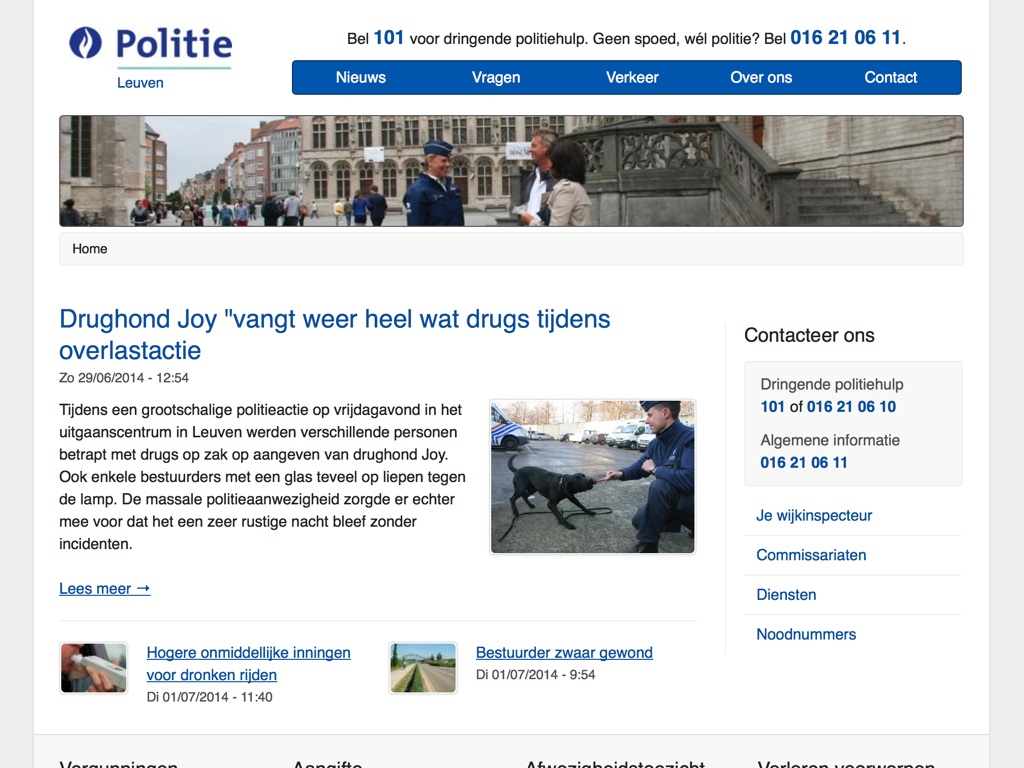 Politie
Leuven
Bel 101 voor dringende politiehulp. Geen spoed, wél politie? Bel 016 21 06 11.
Nieuws
Vragen
Verkeer
Over ons
Contact
Home
Drughond Joy "vangt weer heel wat drugs tijdens
overlastactie
Zo 29/06/2014 - 12:54
Tijdens een grootschalige politieactie op vrijdagavond in het
uitgaanscentrum in Leuven werden verschillende personen
betrapt met drugs op zak op aangeven van drughond Joy.
Ook enkele bestuurders met een glas teveel op liepen tegen
de lamp. De massale politieaanwezigheid zorgde er echter
mee voor dat het een zeer rustige nacht bleef zonder
incidenten.
Lees meer →
Hogere onmiddellijke inningen
voor dronken rijden
Di 01/07/2014 - 11:40
Bestuurder zwaar gewond
Di 01/07/2014 - 9:54
Contacteer ons
Dringende politiehulp
101 of 016 21 06 10
Algemene informatie
016 21 06 11
Je wijkinspecteur
Commissariaten
Diensten
Noodnummers
Vergunningen
Aangifte
Afwezigheidstoezicht
Verloren voorwerpen